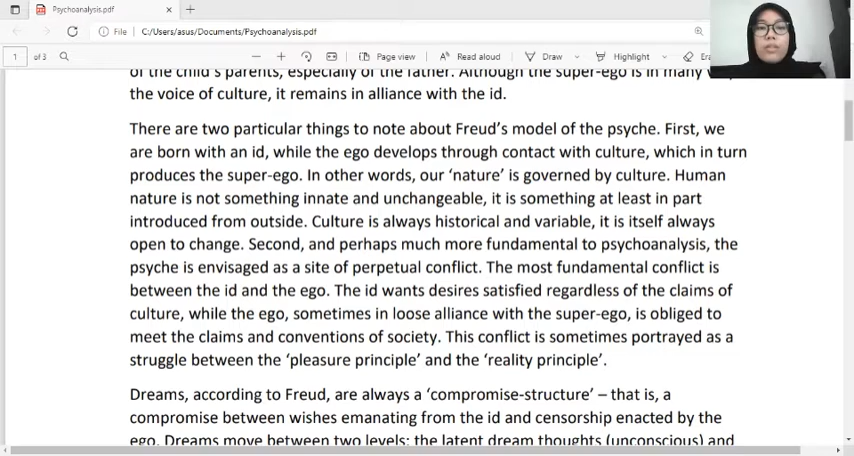 Psychoanalysis.pdf
File
C:/Users/asus/Documents/Psychoanalysis.pdf
1 of 3
Page view
Read aloud
Draw
Highlight
of the child's parents, especially of the father. Although the super-ego is in many
the voice of culture, it remains in alliance with the id.
There are two particular things to note about Freud's model of the psyche. First, we
are born with an id, while the ego develops through contact with culture, which in turn
produces the super-ego. In other words, our 'nature' is governed by culture. Human
nature is not something innate and unchangeable, it is something at least in part
introduced from outside. Culture is always historical and variable, it is itself always
open to change. Second, and perhaps much more fundamental to psychoanalysis, the
psyche is envisaged as a site of perpetual conflict. The most fundamental conflict is
between the id and the ego. The id wants desires satisfied regardless of the claims of
culture, while the ego, sometimes in loose alliance with the super-ego, is obliged to
meet the claims and conventions of society. This conflict is sometimes portrayed as a
struggle between the 'pleasure principle' and the 'reality principle'.
Dreams, according to Freud, are always a 'compromise-structure' – that is, a
compromise between wishes emanating from the id and censorship enacted by the
ego. Dreams move between two levels: the latent dream thoughts (unconscious) and